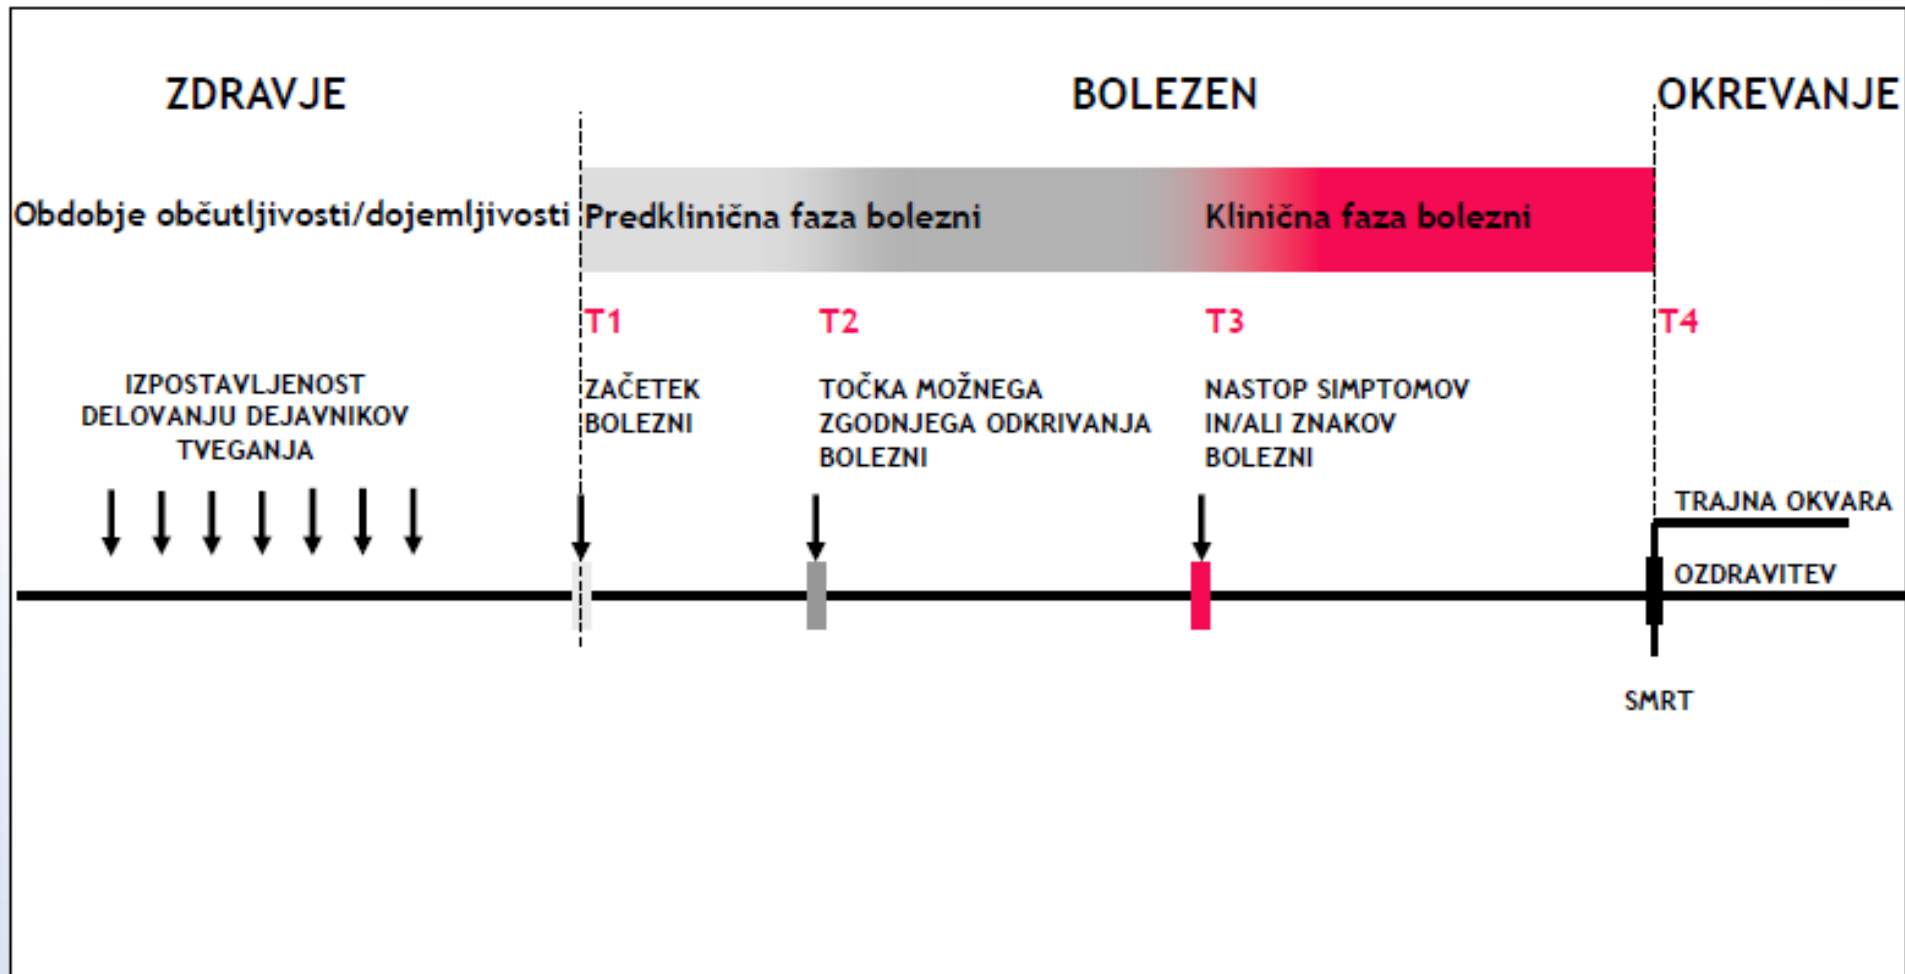 ZDRAVJE
BOLEZEN
OKREVANJE
Obdobje občutljivosti/dojemljivosti
Predklinična faza bolezni
Klinična faza bolezni
T1
T2
T3
T4
IZPOSTAVLJENOST
DELOVANJU DEJAVNIKOV
TVEGANJA
ZAČETEK
BOLEZNI
TOČKA MOŽNEGA
ZGODNJEGA ODKRIVANJA
BOLEZNI
NASTOP SIMPTOMOV
IN/ALI ZNAKOV
BOLEZNI
TRAJNA OKVARA
OZDRAVITEV
SMRT